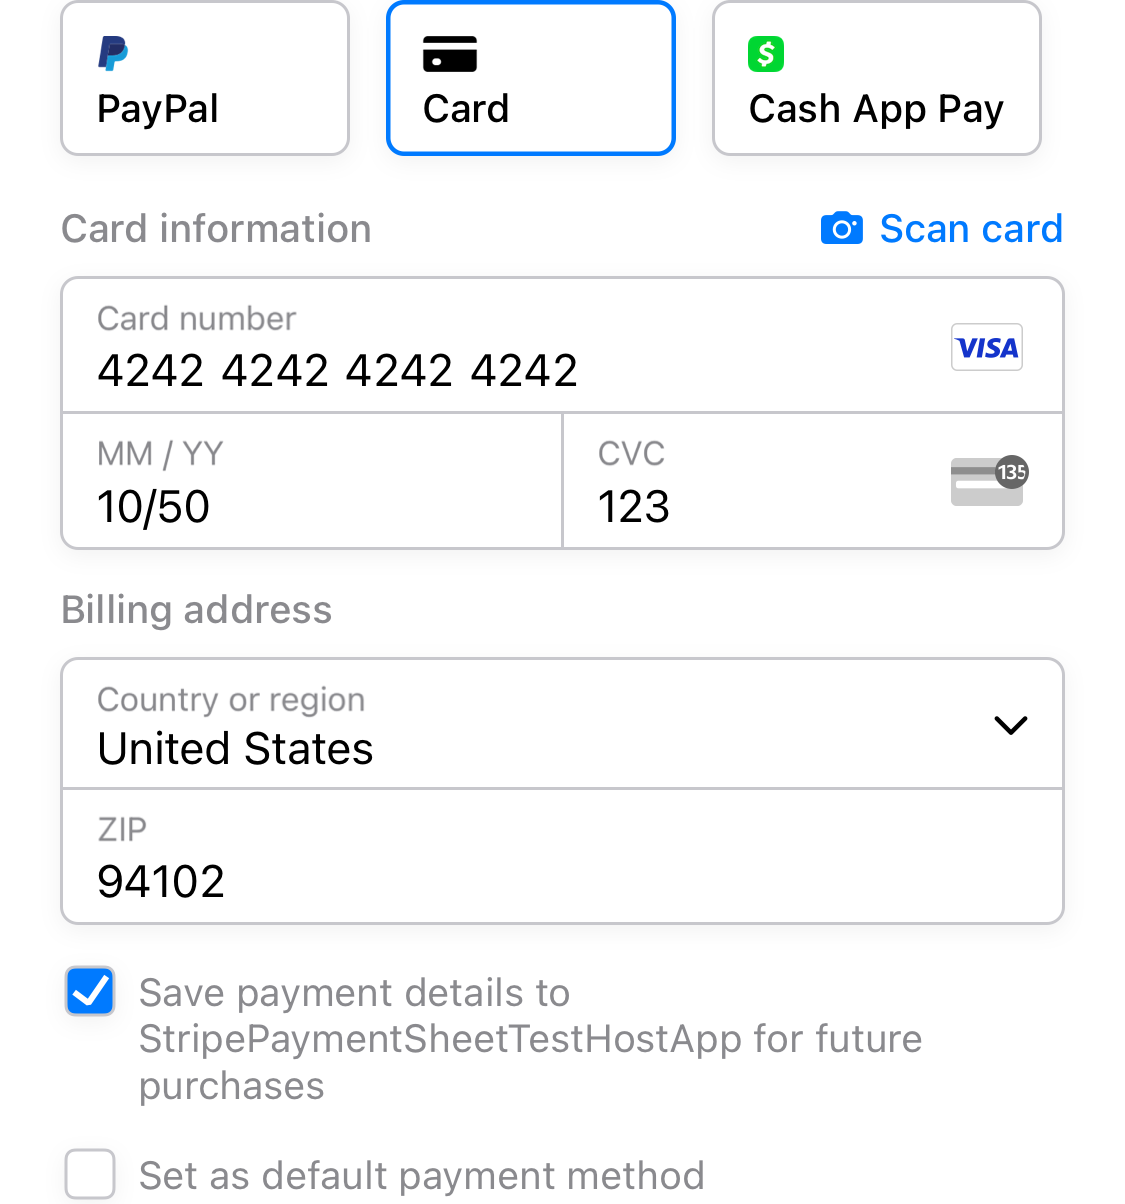 PayPal
Card
Cash App Pay
Card information
Scan card
Card number
4242 4242 4242 4242
VISA
MM / YY
10/50
CVC
123
135
Billing address
Country or region
United States
ZIP
94102
Save payment details to
StripePaymentSheetTestHostApp for future
purchases
Set as default payment method